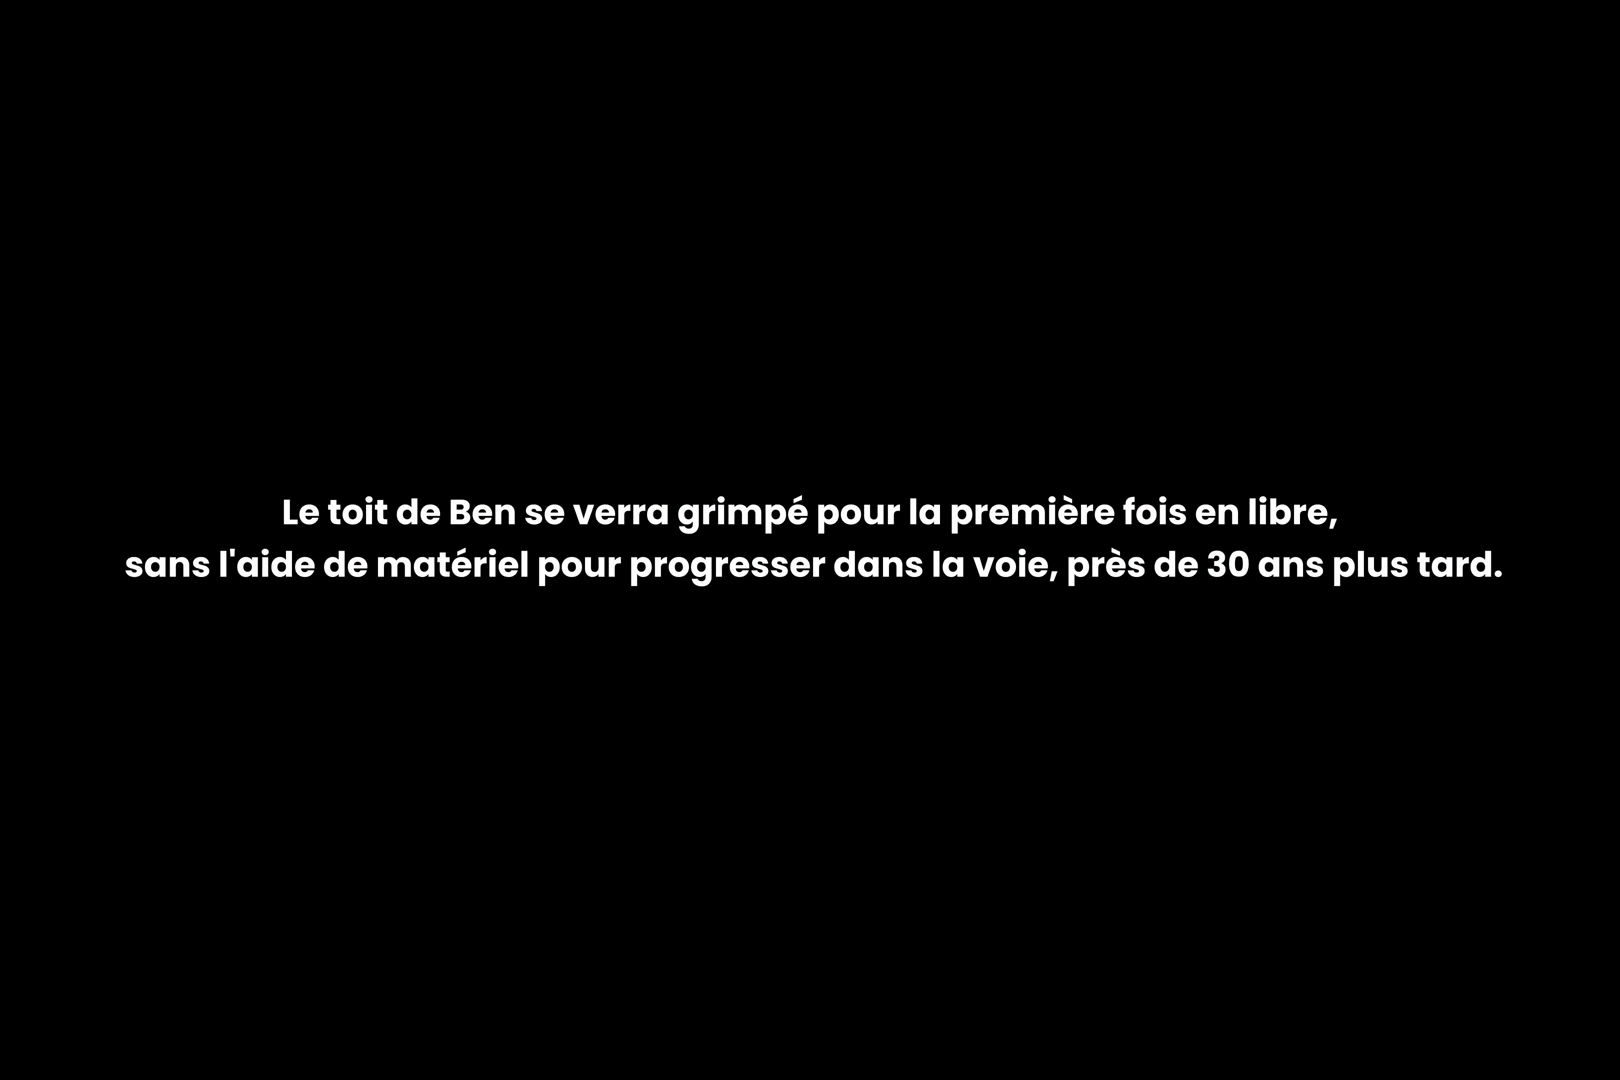 Le toit de Ben se verra grimpé pour la première fois en libre,
sans l'aide de matériel pour progresser dans la voie, près de 30 ans plus tard.